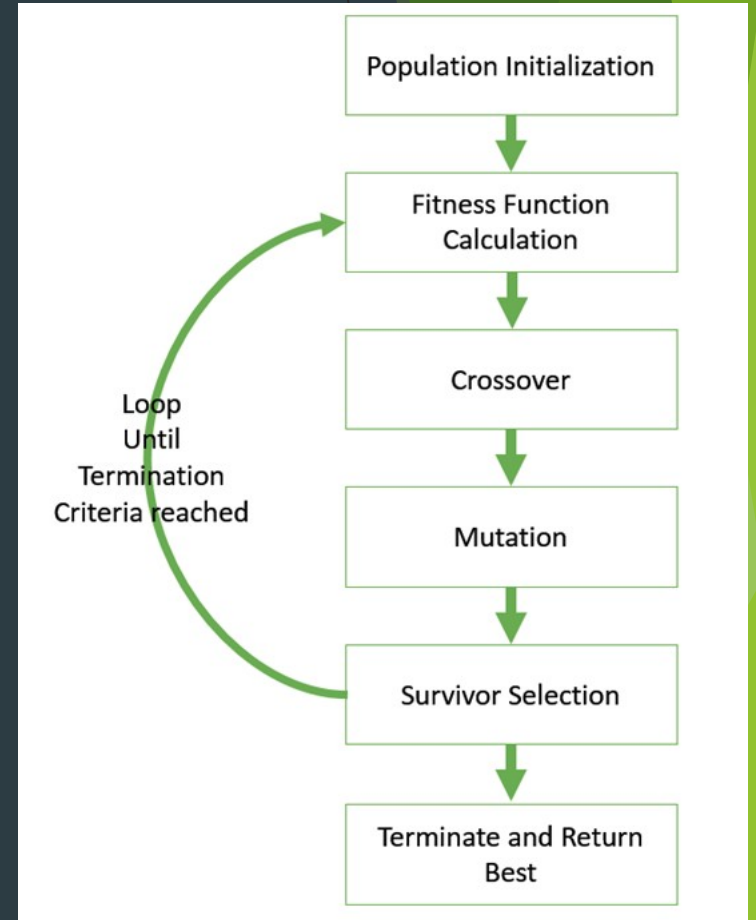 Population Initialization
Fitness Function
Calculation
Crossover
Loop
Until
Termination
Criteria reached
Mutation
Survivor Selection
Terminate and Return
Best